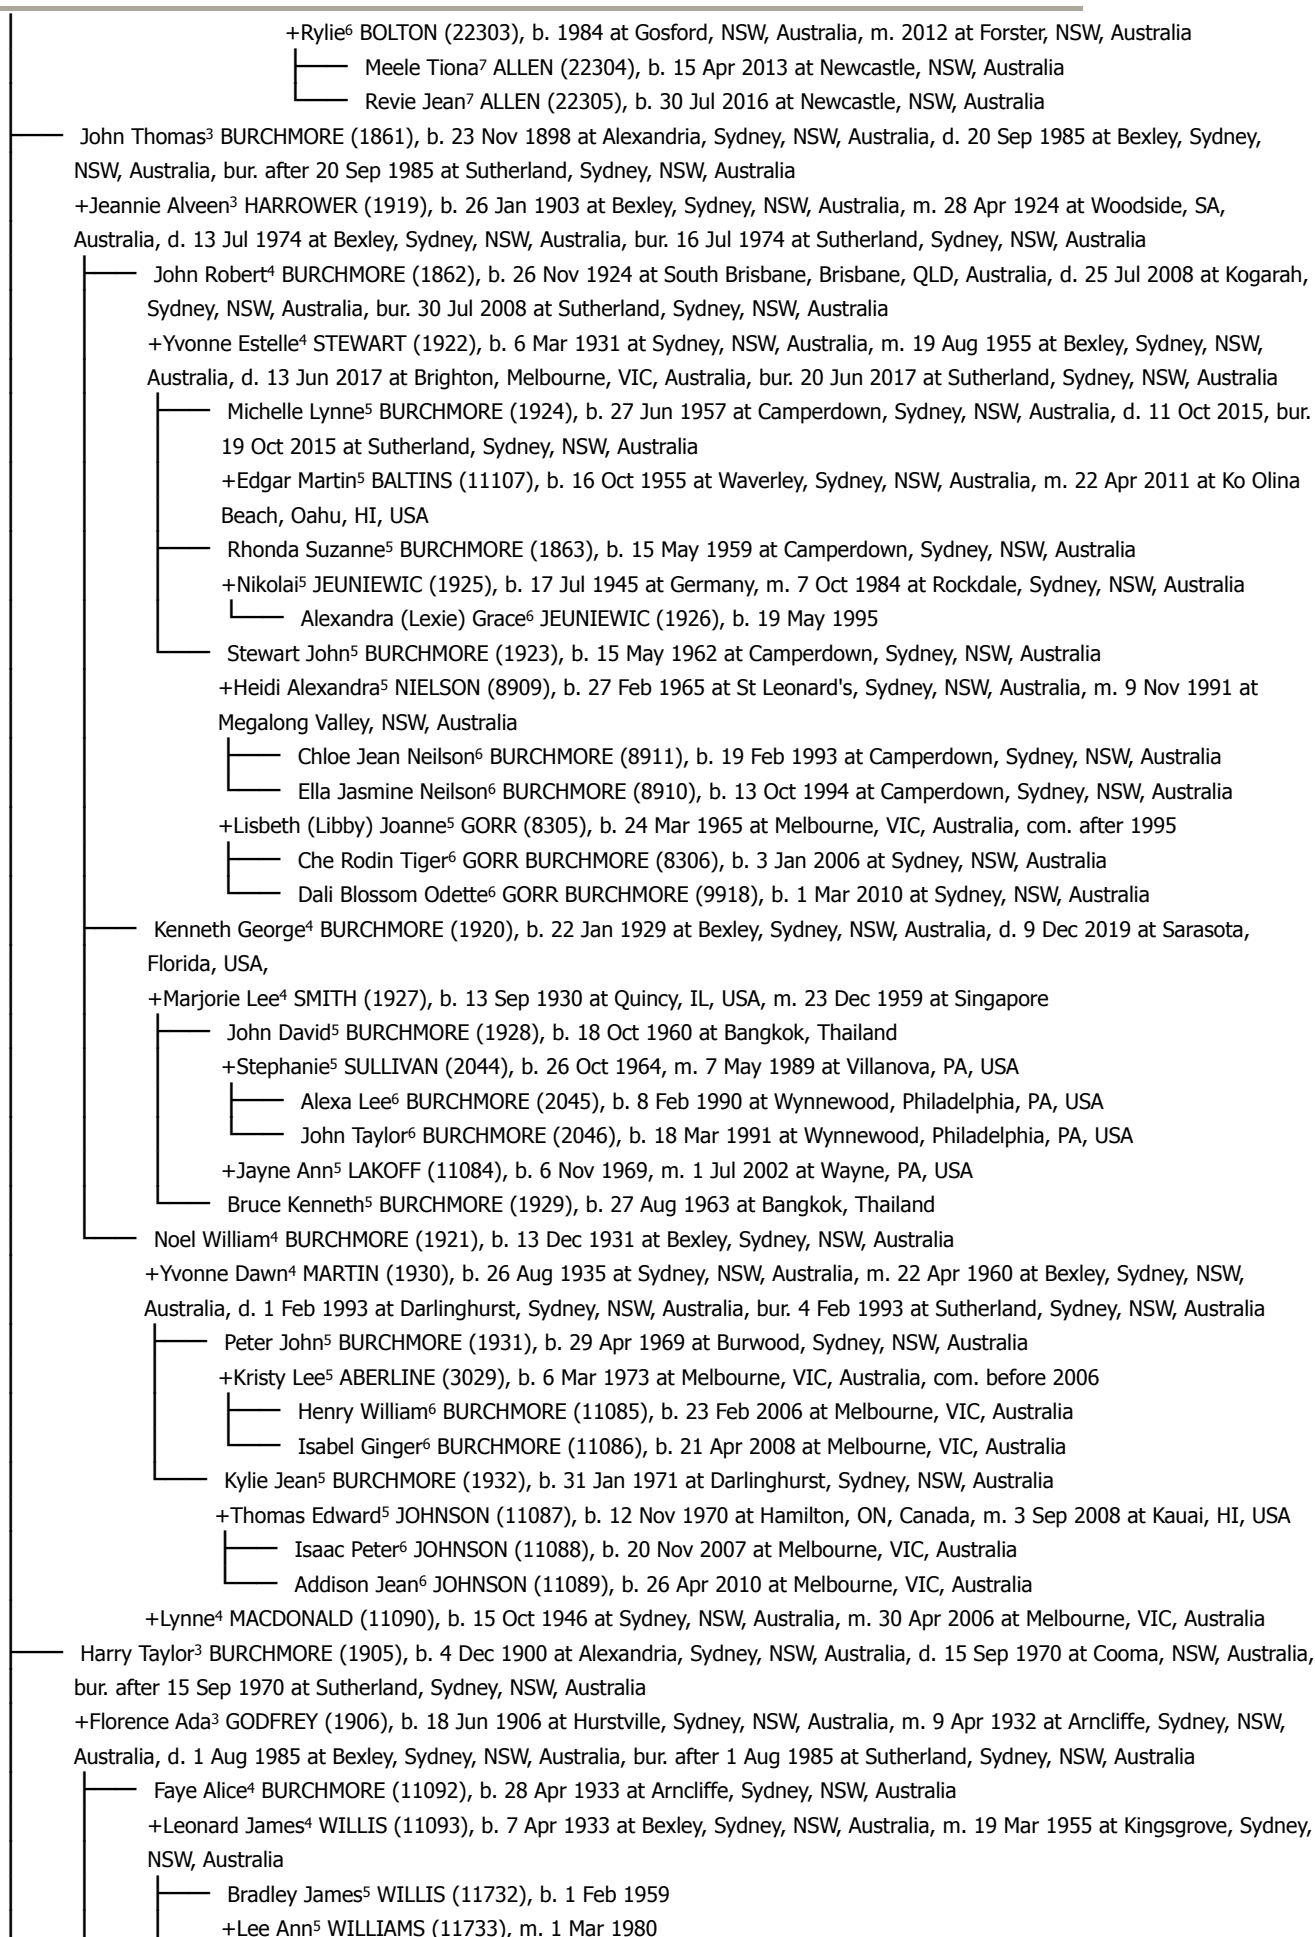 +Rylie⁶ BOLTON (22303), b. 1984 at Gosford, NSW, Australia, m. 2012 at Forster, NSW, Australia
Meele Tiona⁷ ALLEN (22304), b. 15 Apr 2013 at Newcastle, NSW, Australia
Revie Jean⁷ ALLEN (22305), b. 30 Jul 2016 at Newcastle, NSW, Australia
John Thomas³ BURCHMORE (1861), b. 23 Nov 1898 at Alexandria, Sydney, NSW, Australia, d. 20 Sep 1985 at Bexley, Sydney,
NSW, Australia, bur. after 20 Sep 1985 at Sutherland, Sydney, NSW, Australia
+Jeannie Alveen³ HARROWER (1919), b. 26 Jan 1903 at Bexley, Sydney, NSW, Australia, m. 28 Apr 1924 at Woodside, SA,
Australia, d. 13 Jul 1974 at Bexley, Sydney, NSW, Australia, bur. 16 Jul 1974 at Sutherland, Sydney, NSW, Australia
John Robert⁴ BURCHMORE (1862), b. 26 Nov 1924 at South Brisbane, Brisbane, QLD, Australia, d. 25 Jul 2008 at Kogarah,
Sydney, NSW, Australia, bur. 30 Jul 2008 at Sutherland, Sydney, NSW, Australia
+Yvonne Estelle⁴ STEWART (1922), b. 6 Mar 1931 at Sydney, NSW, Australia, m. 19 Aug 1955 at Bexley, Sydney, NSW,
Australia, d. 13 Jun 2017 at Brighton, Melbourne, VIC, Australia, bur. 20 Jun 2017 at Sutherland, Sydney, NSW, Australia
Michelle Lynne⁵ BURCHMORE (1924), b. 27 Jun 1957 at Camperdown, Sydney, NSW, Australia, d. 11 Oct 2015, bur.
19 Oct 2015 at Sutherland, Sydney, NSW, Australia
+Edgar Martin⁵ BALTINS (11107), b. 16 Oct 1955 at Waverley, Sydney, NSW, Australia, m. 22 Apr 2011 at Ko Olina
Beach, Oahu, HI, USA
Rhonda Suzanne⁵ BURCHMORE (1863), b. 15 May 1959 at Camperdown, Sydney, NSW, Australia
+Nikolai⁵ JEUNIEWIC (1925), b. 17 Jul 1945 at Germany, m. 7 Oct 1984 at Rockdale, Sydney, NSW, Australia
Alexandra (Lexie) Grace⁶ JEUNIEWIC (1926), b. 19 May 1995
Stewart John⁵ BURCHMORE (1923), b. 15 May 1962 at Camperdown, Sydney, NSW, Australia
+Heidi Alexandra⁵ NIELSON (8909), b. 27 Feb 1965 at St Leonard's, Sydney, NSW, Australia, m. 9 Nov 1991 at
Megalong Valley, NSW, Australia
Chloe Jean Neilson⁶ BURCHMORE (8911), b. 19 Feb 1993 at Camperdown, Sydney, NSW, Australia
Ella Jasmine Neilson⁶ BURCHMORE (8910), b. 13 Oct 1994 at Camperdown, Sydney, NSW, Australia
+Lisbeth (Libby) Joanne⁵ GORR (8305), b. 24 Mar 1965 at Melbourne, VIC, Australia, com. after 1995
Che Rodin Tiger⁶ GORR BURCHMORE (8306), b. 3 Jan 2006 at Sydney, NSW, Australia
Dali Blossom Odette⁶ GORR BURCHMORE (9918), b. 1 Mar 2010 at Sydney, NSW, Australia
Kenneth George⁴ BURCHMORE (1920), b. 22 Jan 1929 at Bexley, Sydney, NSW, Australia, d. 9 Dec 2019 at Sarasota,
Florida, USA,
+Marjorie Lee⁴ SMITH (1927), b. 13 Sep 1930 at Quincy, IL, USA, m. 23 Dec 1959 at Singapore
John David⁵ BURCHMORE (1928), b. 18 Oct 1960 at Bangkok, Thailand
+Stephanie⁵ SULLIVAN (2044), b. 26 Oct 1964, m. 7 May 1989 at Villanova, PA, USA
Alexa Lee⁶ BURCHMORE (2045), b. 8 Feb 1990 at Wynnewood, Philadelphia, PA, USA
John Taylor⁶ BURCHMORE (2046), b. 18 Mar 1991 at Wynnewood, Philadelphia, PA, USA
+Jayne Ann⁵ LAKOFF (11084), b. 6 Nov 1969, m. 1 Jul 2002 at Wayne, PA, USA
Bruce Kenneth⁵ BURCHMORE (1929), b. 27 Aug 1963 at Bangkok, Thailand
Noel William⁴ BURCHMORE (1921), b. 13 Dec 1931 at Bexley, Sydney, NSW, Australia
+Yvonne Dawn⁴ MARTIN (1930), b. 26 Aug 1935 at Sydney, NSW, Australia, m. 22 Apr 1960 at Bexley, Sydney, NSW,
Australia, d. 1 Feb 1993 at Darlinghurst, Sydney, NSW, Australia, bur. 4 Feb 1993 at Sutherland, Sydney, NSW, Australia
Peter John⁵ BURCHMORE (1931), b. 29 Apr 1969 at Burwood, Sydney, NSW, Australia
+Kristy Lee⁵ ABERLINE (3029), b. 6 Mar 1973 at Melbourne, VIC, Australia, com. before 2006
Henry William⁶ BURCHMORE (11085), b. 23 Feb 2006 at Melbourne, VIC, Australia
Isabel Ginger⁶ BURCHMORE (11086), b. 21 Apr 2008 at Melbourne, VIC, Australia
Kylie Jean⁵ BURCHMORE (1932), b. 31 Jan 1971 at Darlinghurst, Sydney, NSW, Australia
+Thomas Edward⁵ JOHNSON (11087), b. 12 Nov 1970 at Hamilton, ON, Canada, m. 3 Sep 2008 at Kauai, HI, USA
Isaac Peter⁶ JOHNSON (11088), b. 20 Nov 2007 at Melbourne, VIC, Australia
Addison Jean⁶ JOHNSON (11089), b. 26 Apr 2010 at Melbourne, VIC, Australia
+Lynne⁴ MACDONALD (11090), b. 15 Oct 1946 at Sydney, NSW, Australia, m. 30 Apr 2006 at Melbourne, VIC, Australia
Harry Taylor³ BURCHMORE (1905), b. 4 Dec 1900 at Alexandria, Sydney, NSW, Australia, d. 15 Sep 1970 at Cooma, NSW, Australia,
bur. after 15 Sep 1970 at Sutherland, Sydney, NSW, Australia
+Florence Ada³ GODFREY (1906), b. 18 Jun 1906 at Hurstville, Sydney, NSW, Australia, m. 9 Apr 1932 at Arncliffe, Sydney, NSW,
Australia, d. 1 Aug 1985 at Bexley, Sydney, NSW, Australia, bur. after 1 Aug 1985 at Sutherland, Sydney, NSW, Australia
Faye Alice⁴ BURCHMORE (11092), b. 28 Apr 1933 at Arncliffe, Sydney, NSW, Australia
+Leonard James⁴ WILLIS (11093), b. 7 Apr 1933 at Bexley, Sydney, NSW, Australia, m. 19 Mar 1955 at Kingsgrove, Sydney,
NSW, Australia
Bradley James⁵ WILLIS (11732), b. 1 Feb 1959
+Lee Ann⁵ WILLIAMS (11733), m. 1 Mar 1980